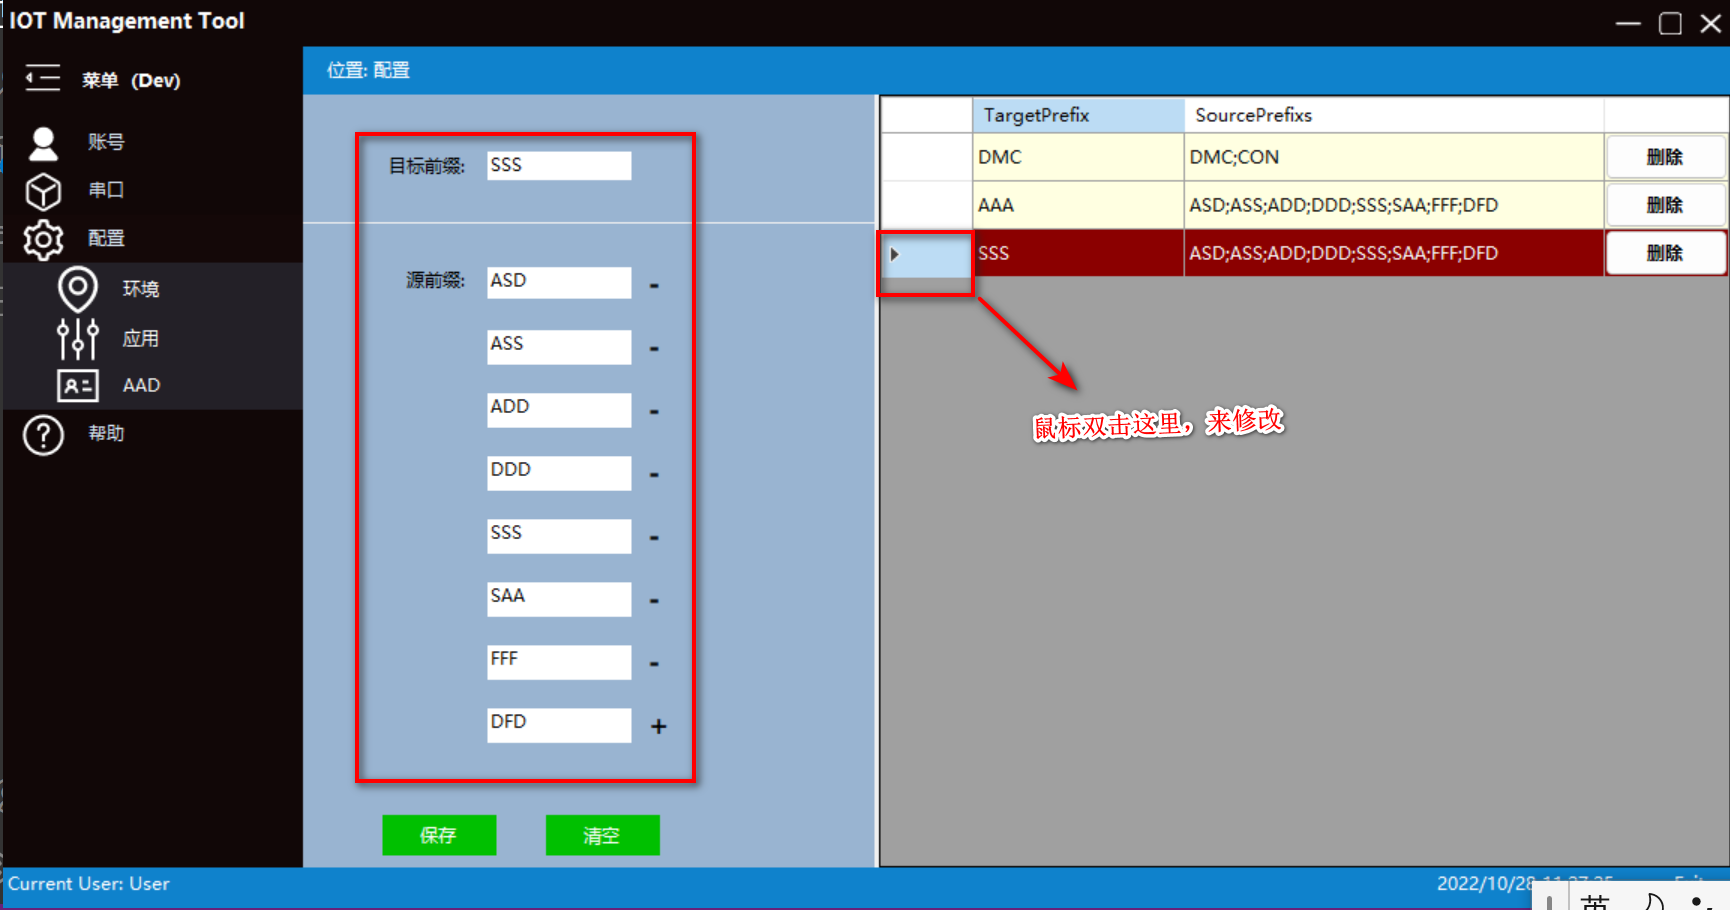 IOT Management Tool
菜单 (Dev)
账号
串口
配置
环境
应用
AAD
帮助
位置: 配置
目标前缀: SSS
源前缀: ASD -
ASS -
ADD -
DDD -
SSS -
SAA -
FFF -
DFD +
保存 清空
TargetPrefix SourcePrefixs
DMC DMC;CON 删除
AAA ASD;ASS;ADD;DDD;SSS;SAA;FFF;DFD 删除
SSS ASD;ASS;ADD;DDD;SSS;SAA;FFF;DFD 删除
鼠标双击这里，来修改
Current User: User
2022/10/28
英